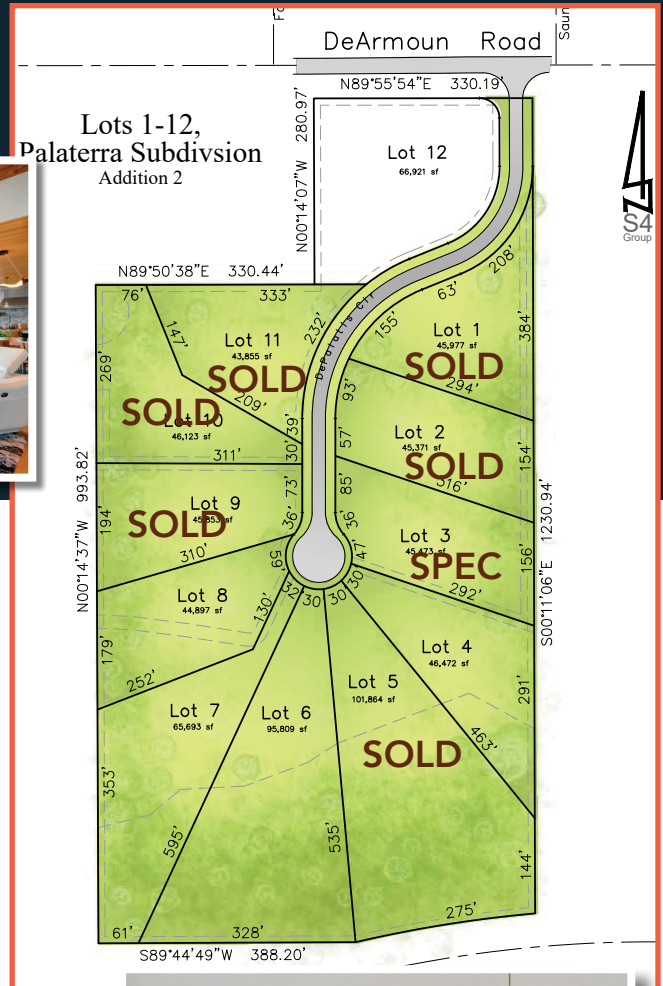 DeArmoun Road
N89°55'54"E 330.19'
Lots 1-12,
Palaterra Subdivsion
Addition 2
N00°14'07"W 280.97'
Lot 12
66,921 sf
S4
Group
N89°50'38"E 330.44'
208'
76'
333'
63'
232'
155'
DePalatis Cir
147'
Lot 11
43,855 sf
SOLD
Lot 1
45,977 sf
SOLD
384'
269'
294'
93'
209'
SOLD
Lot 10
46,123 sf
39'
30'
57'
Lot 2
45,371 sf
SOLD
154'
311'
316'
N00°14'37"W 993.82'
73'
85'
194'
Lot 9
45,853 sf
SOLD
36'
36'
Lot 3
45,473 sf
SPEC
156'
S00°11'06"E 1230.94'
310'
59'
47'
292'
Lot 8
44,897 sf
130'
32'
30'
30'
30'
179'
Lot 4
46,472 sf
252'
Lot 5
101,864 sf
291'
Lot 7
65,693 sf
Lot 6
95,809 sf
SOLD
463'
353'
595'
535'
144'
61'
328'
275'
S89°44'49"W 388.20'